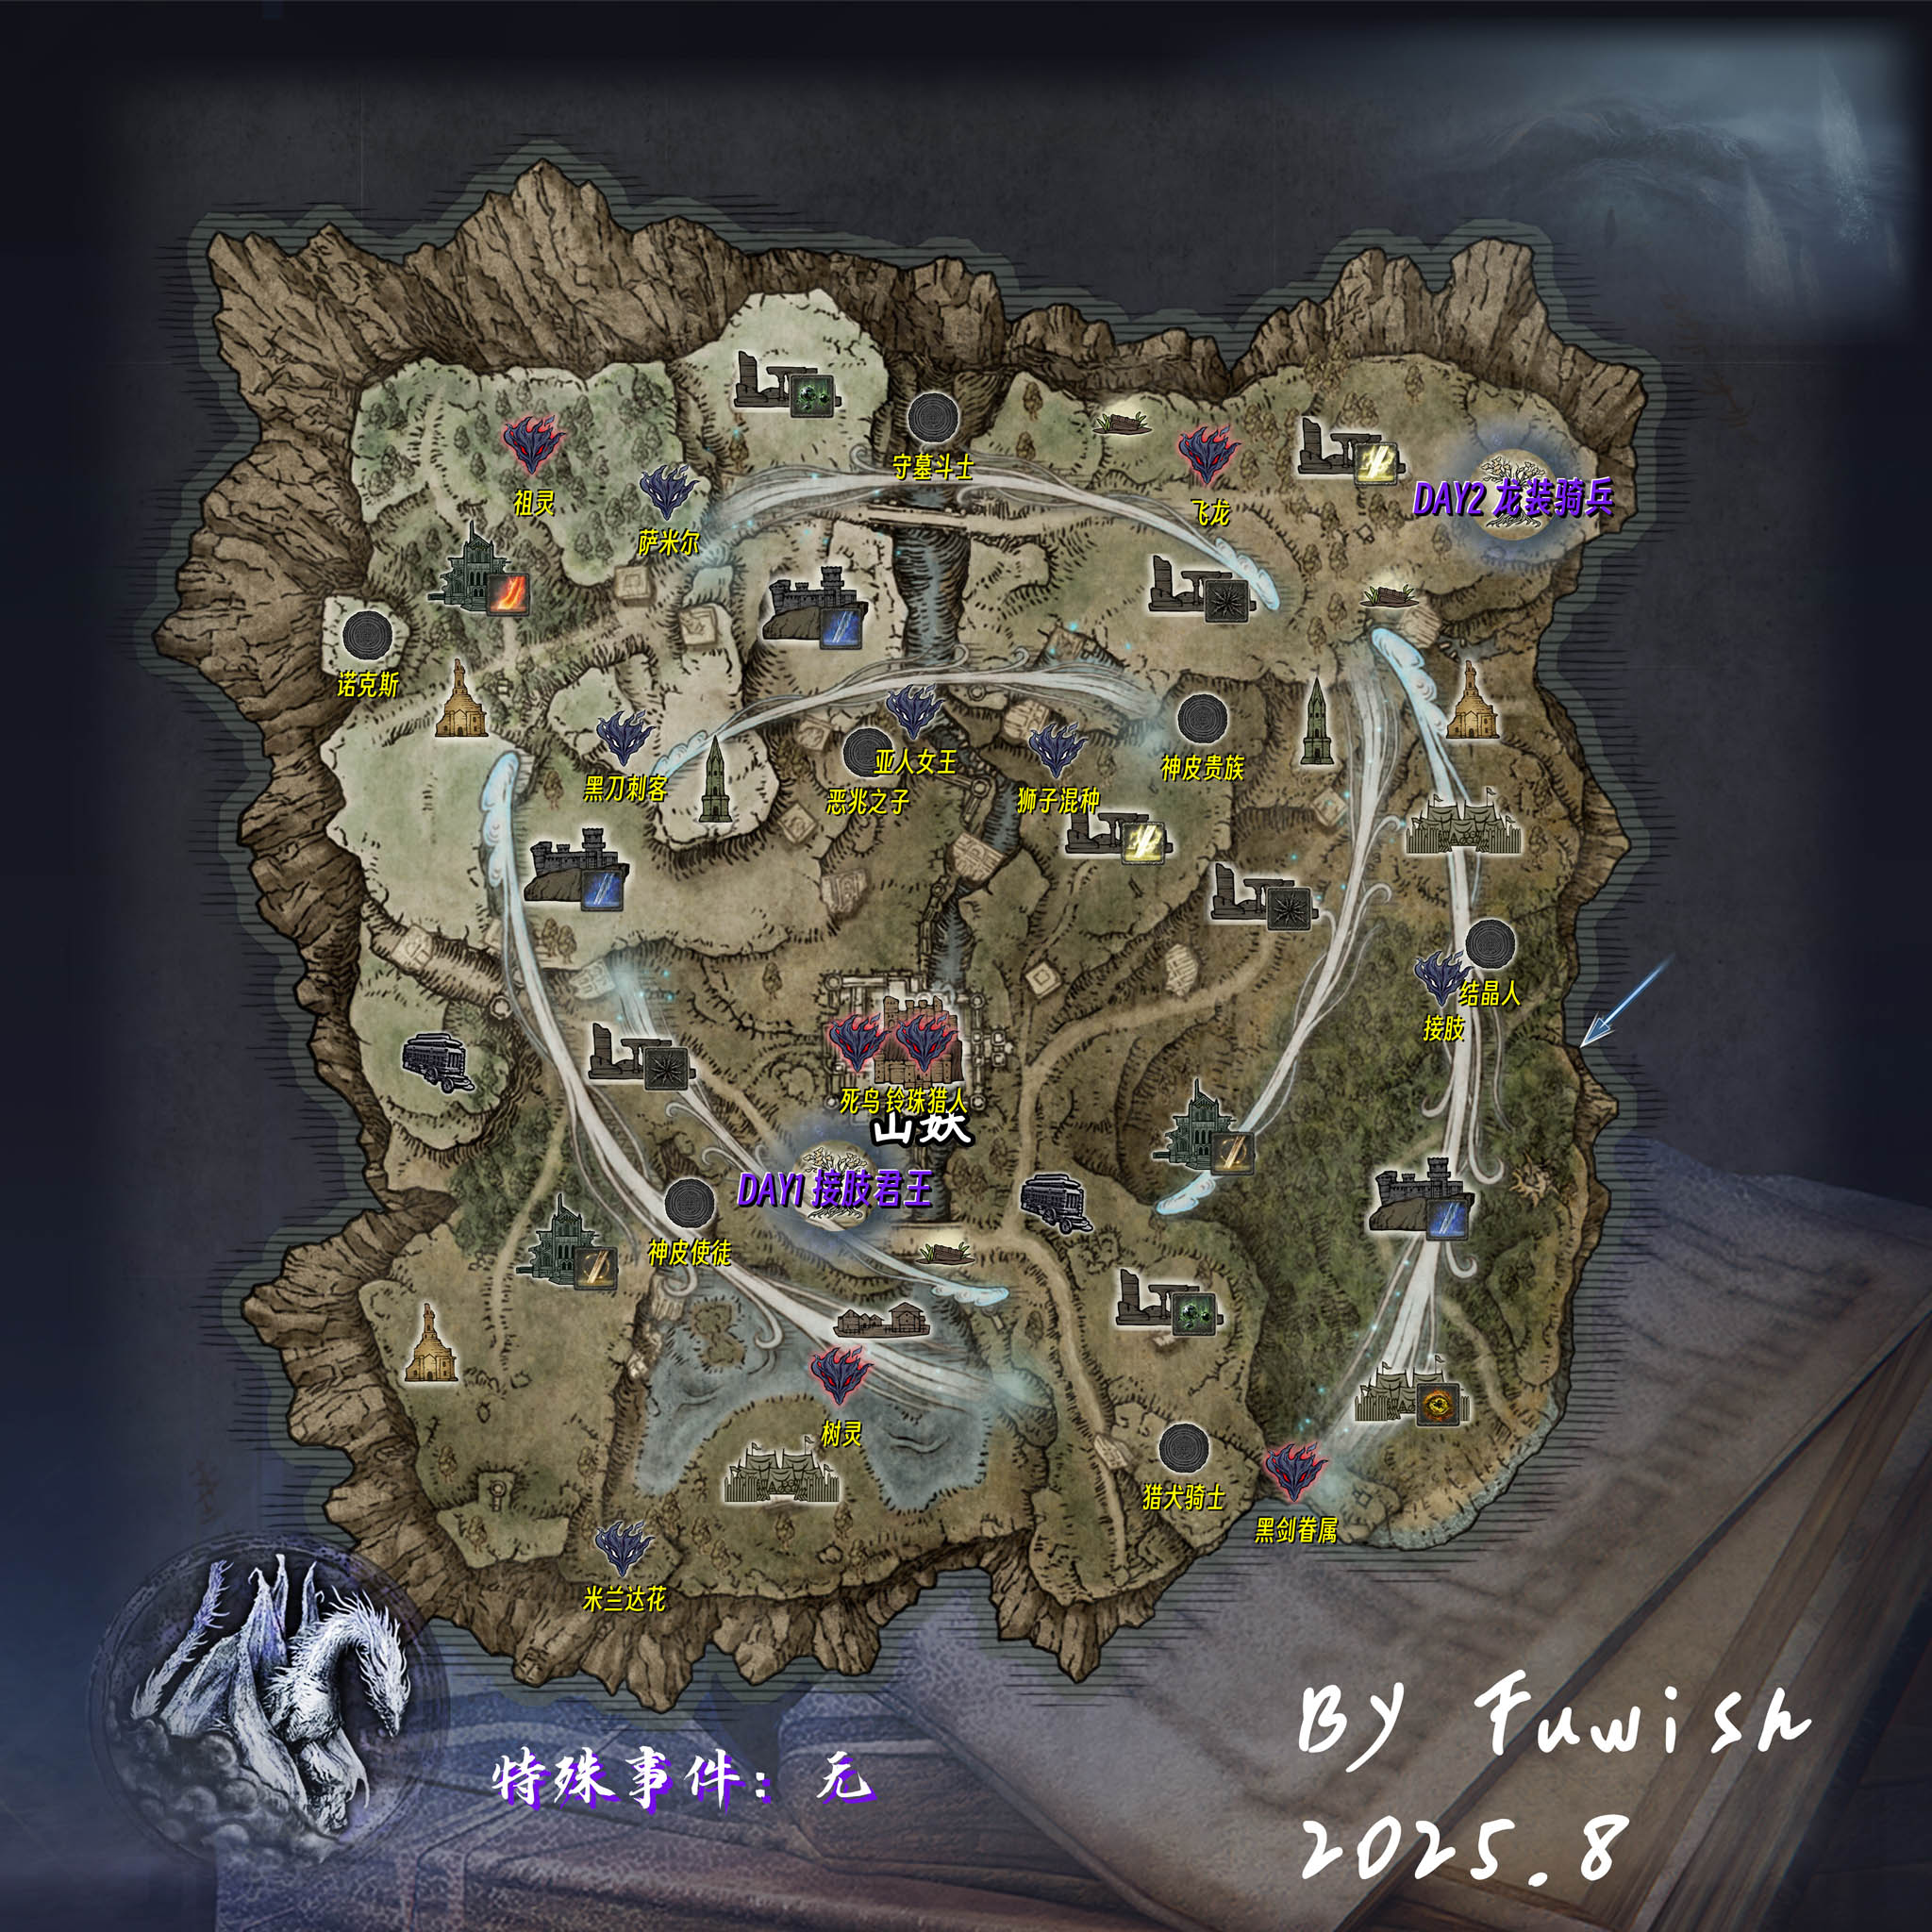 守墓斗士
祖灵
飞龙
DAY2 龙装骑兵
萨米尔
诺克斯
亚人女王
神皮贵族
黑刀刺客
恶兆之子
狮子混种
结晶人
接肢
死鸟 铃珠猎人
山妖
DAY1 接肢君王
神皮使徒
树灵
猎犬骑士
黑剑眷属
米兰达花
BY Fuwish
特殊事件：无
2025.8